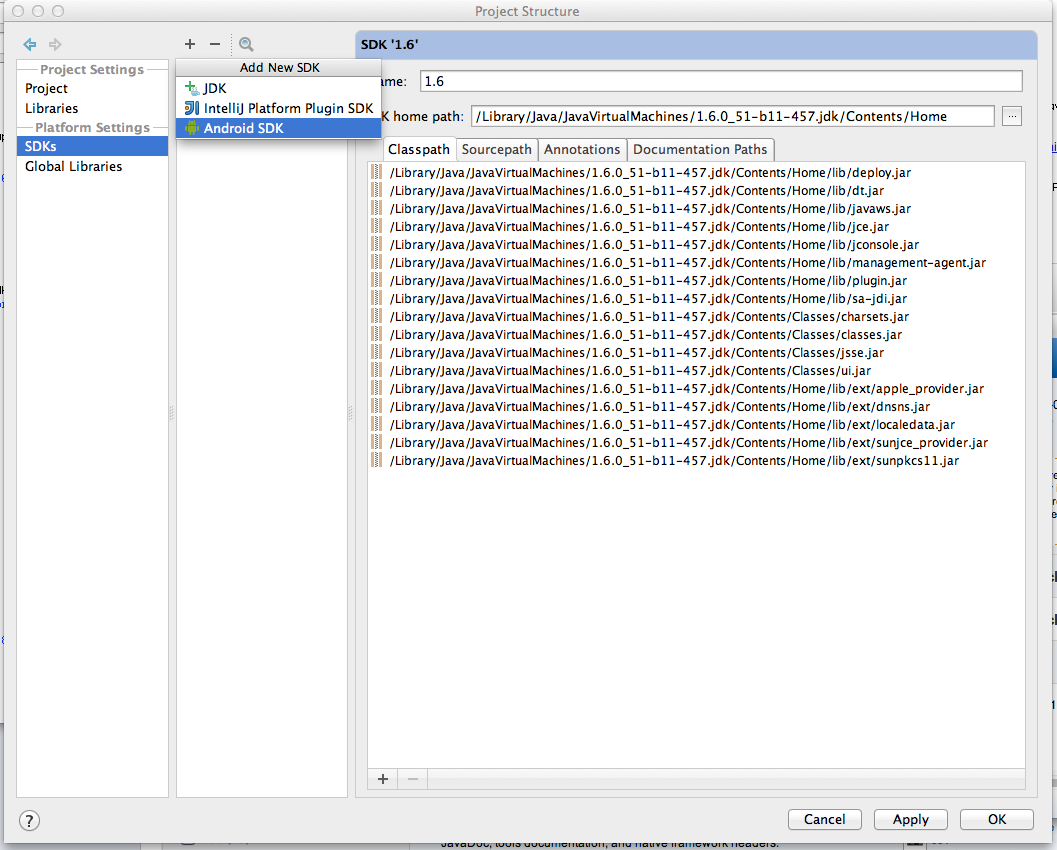 Project Structure
Project Settings
Project
Libraries
Platform Settings
SDKs
Global Libraries
Add New SDK
JDK
IntelliJ Platform Plugin SDK
Android SDK
SDK '1.6'
ame: 1.6
K home path: /Library/Java/JavaVirtualMachines/1.6.0_51-b11-457.jdk/Contents/Home ...
Classpath Sourcepath Annotations Documentation Paths
/Library/Java/JavaVirtualMachines/1.6.0_51-b11-457.jdk/Contents/Home/lib/deploy.jar
/Library/Java/JavaVirtualMachines/1.6.0_51-b11-457.jdk/Contents/Home/lib/dt.jar
/Library/Java/JavaVirtualMachines/1.6.0_51-b11-457.jdk/Contents/Home/lib/javaws.jar
/Library/Java/JavaVirtualMachines/1.6.0_51-b11-457.jdk/Contents/Home/lib/jce.jar
/Library/Java/JavaVirtualMachines/1.6.0_51-b11-457.jdk/Contents/Home/lib/jconsole.jar
/Library/Java/JavaVirtualMachines/1.6.0_51-b11-457.jdk/Contents/Home/lib/management-agent.jar
/Library/Java/JavaVirtualMachines/1.6.0_51-b11-457.jdk/Contents/Home/lib/plugin.jar
/Library/Java/JavaVirtualMachines/1.6.0_51-b11-457.jdk/Contents/Home/lib/sa-jdi.jar
/Library/Java/JavaVirtualMachines/1.6.0_51-b11-457.jdk/Contents/Classes/charsets.jar
/Library/Java/JavaVirtualMachines/1.6.0_51-b11-457.jdk/Contents/Classes/classes.jar
/Library/Java/JavaVirtualMachines/1.6.0_51-b11-457.jdk/Contents/Classes/jsse.jar
/Library/Java/JavaVirtualMachines/1.6.0_51-b11-457.jdk/Contents/Classes/ui.jar
/Library/Java/JavaVirtualMachines/1.6.0_51-b11-457.jdk/Contents/Home/lib/ext/apple_provider.jar
/Library/Java/JavaVirtualMachines/1.6.0_51-b11-457.jdk/Contents/Home/lib/ext/dnsns.jar
/Library/Java/JavaVirtualMachines/1.6.0_51-b11-457.jdk/Contents/Home/lib/ext/localedata.jar
/Library/Java/JavaVirtualMachines/1.6.0_51-b11-457.jdk/Contents/Home/lib/ext/sunjce_provider.jar
/Library/Java/JavaVirtualMachines/1.6.0_51-b11-457.jdk/Contents/Home/lib/ext/sunpkcs11.jar
? Cancel Apply OK
JavaDoc, tools documentation, and native framework headers.